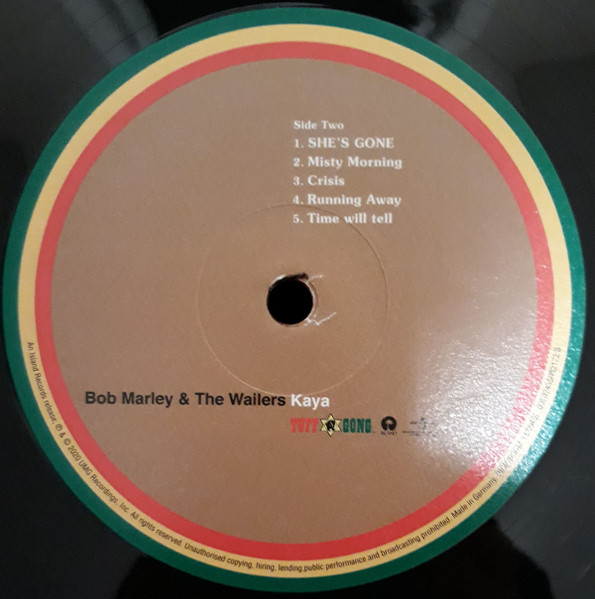 Side Two
1. SHE'S GONE
2. Misty Morning
3. Crisis
4. Running Away
5. Time will tell
Bob Marley & The Wailers Kaya
TUFF GONG
ISLAND
An Island Records release. ℗ & © 2020 UMG Recordings, Inc. All rights reserved. Unauthorised copying, hiring, lending, public performance and broadcasting prohibited. Made in Germany.